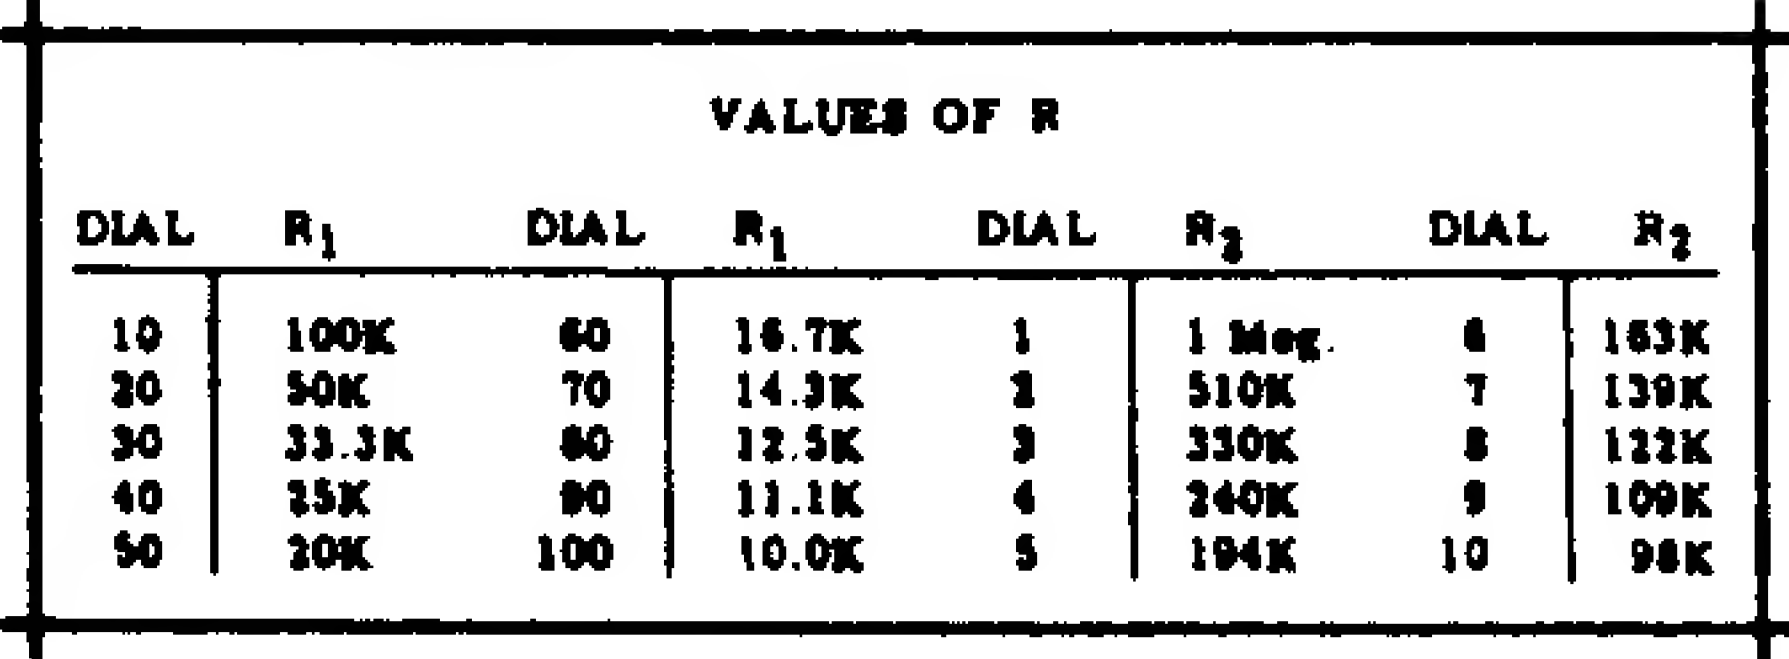 VALUES OF R
DIAL R1 DIAL R1 DIAL R2 DIAL R2
10 100K 60 16.7K 1 1 Meg. 6 163K
20 50K 70 14.3K 2 510K 7 139K
30 33.3K 80 12.5K 3 330K 8 122K
40 25K 90 11.1K 4 240K 9 109K
50 20K 100 10.0K 5 194K 10 98K